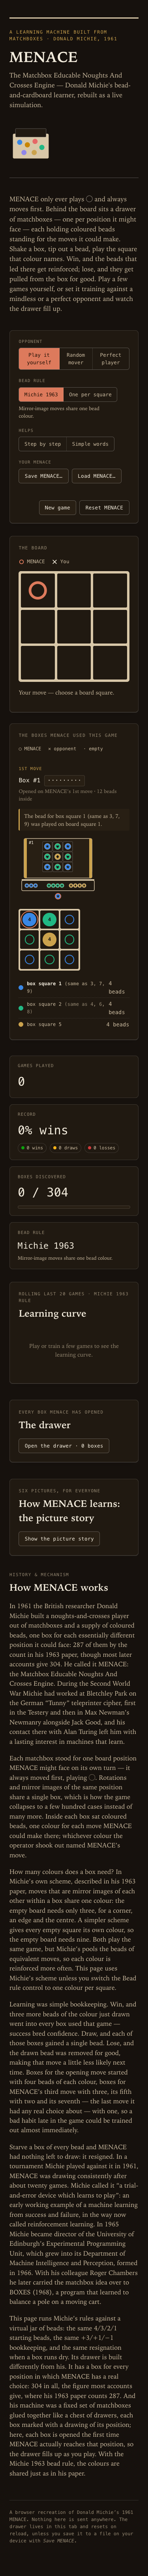 A LEARNING MACHINE BUILT FROM
MATCHBOXES · DONALD MICHIE, 1961
MENACE
The Matchbox Educable Noughts And
Crosses Engine — Donald Michie's bead-
and-cardboard learner, rebuilt as a live
simulation.
MENACE only ever plays ◯ and always
moves first. Behind the board sits a drawer
of matchboxes — one per position it might
face — each holding coloured beads
standing for the moves it could make.
Shake a box, tip out a bead, play the square
that colour names. Win, and the beads that
led there get reinforced; lose, and they get
pulled from the box for good. Play a few
games yourself, or set it training against a
mindless or a perfect opponent and watch
the drawer fill up.
OPPONENT
Play it
yourself
Random
mover
Perfect
player
BEAD RULE
Michie 1963
One per square
Mirror-image moves share one bead
colour.
HELPS
Step by step
Simple words
YOUR MENACE
Save MENACE…
Load MENACE…
New game
Reset MENACE
THE BOARD
MENACE
You
Your move — choose a board square.
THE BOXES MENACE USED THIS GAME
MENACE
× opponent
· empty
1ST MOVE
Box #1
·········
Opened on MENACE's 1st move · 12 beads
inside
The bead for box square 1 (same as 3, 7,
9) was played on board square 1.
#1
4
4
4
box square 1 (same as 3, 7,
9)
4
beads
box square 2 (same as 4, 6,
8)
4
beads
box square 5
4 beads
GAMES PLAYED
0
RECORD
0% wins
0 wins
0 draws
0 losses
BOXES DISCOVERED
0 / 304
BEAD RULE
Michie 1963
Mirror-image moves share one bead colour.
ROLLING LAST 20 GAMES · MICHIE 1963
RULE
Learning curve
Play or train a few games to see the
learning curve.
EVERY BOX MENACE HAS OPENED
The drawer
Open the drawer · 0 boxes
SIX PICTURES, FOR EVERYONE
How MENACE learns:
the picture story
Show the picture story
HISTORY & MECHANISM
How MENACE works
In 1961 the British researcher Donald
Michie built a noughts-and-crosses player
out of matchboxes and a supply of coloured
beads, one box for each essentially different
position it could face: 287 of them by the
count in his 1963 paper, though most later
accounts give 304. He called it MENACE:
the Matchbox Educable Noughts And
Crosses Engine. During the Second World
War Michie had worked at Bletchley Park on
the German "Tunny" teleprinter cipher, first
in the Testery and then in Max Newman's
Newmanry alongside Jack Good, and his
contact there with Alan Turing left him with
a lasting interest in machines that learn.
Each matchbox stood for one board position
MENACE might face on its own turn — it
always moved first, playing ◯. Rotations
and mirror images of the same position
share a single box, which is how the game
collapses to a few hundred cases instead of
many more. Inside each box sat coloured
beads, one colour for each move MENACE
could make there; whichever colour the
operator shook out named MENACE's
move.
How many colours does a box need? In
Michie's own scheme, described in his 1963
paper, moves that are mirror images of each
other within a box share one colour: the
empty board needs only three, for a corner,
an edge and the centre. A simpler scheme
gives every empty square its own colour, so
the empty board needs nine. Both play the
same game, but Michie's pools the beads of
equivalent moves, so each colour is
reinforced more often. This page uses
Michie's scheme unless you switch the Bead
rule control to one colour per square.
Learning was simple bookkeeping. Win, and
three more beads of the colour just drawn
went into every box used that game —
success bred confidence. Draw, and each of
those boxes gained a single bead. Lose, and
the drawn bead was removed for good,
making that move a little less likely next
time. Boxes for the opening move started
with four beads of each colour, boxes for
MENACE's third move with three, its fifth
with two and its seventh — the last move it
had any real choice about — with one, so a
bad habit late in the game could be trained
out almost immediately.
Starve a box of every bead and MENACE
had nothing left to draw: it resigned. In a
tournament Michie played against it in 1961,
MENACE was drawing consistently after
about twenty games. Michie called it "a trial-
and-error device which learns to play": an
early working example of a machine learning
from success and failure, in the way now
called reinforcement learning. In 1965
Michie became director of the University of
Edinburgh's Experimental Programming
Unit, which grew into its Department of
Machine Intelligence and Perception, formed
in 1966. With his colleague Roger Chambers
he later carried the matchbox idea over to
BOXES (1968), a program that learned to
balance a pole on a moving cart.
This page runs Michie's rules against a
virtual jar of beads: the same 4/3/2/1
starting beads, the same +3/+1/−1
bookkeeping, and the same resignation
when a box runs dry. Its drawer is built
differently from his. It has a box for every
position in which MENACE has a real
choice: 304 in all, the figure most accounts
give, where his 1963 paper counts 287. And
his machine was a fixed set of matchboxes
glued together like a chest of drawers, each
box marked with a drawing of its position;
here, each box is opened the first time
MENACE actually reaches that position, so
the drawer fills up as you play. With the
Michie 1963 bead rule, the colours are
shared just as in his paper.
A browser recreation of Donald Michie's 1961
MENACE. Nothing here is sent anywhere. The
drawer lives in this tab and resets on
reload, unless you save it to a file on your
device with Save MENACE.